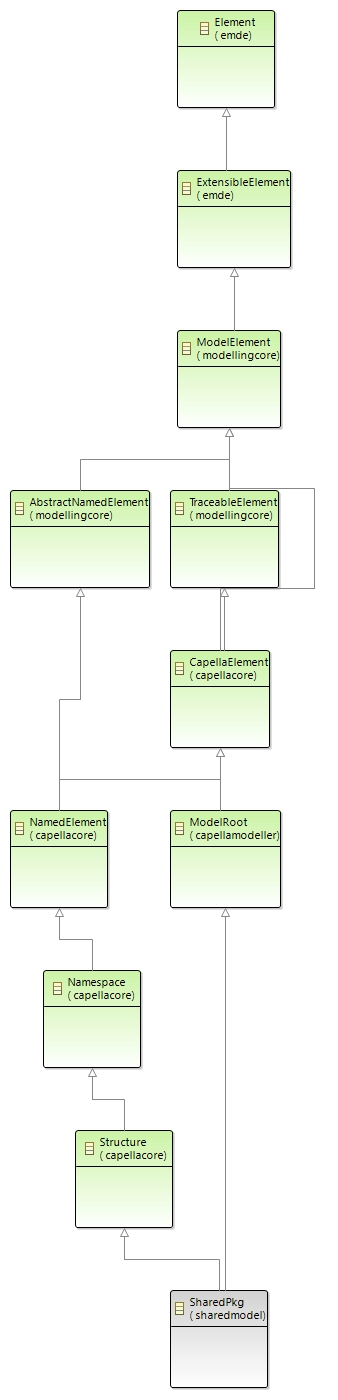 Element
( emde)
ExtensibleElement
( emde)
ModelElement
( modellingcore)
AbstractNamedElement
( modellingcore)
TraceableElement
( modellingcore)
CapellaElement
( capellacore)
NamedElement
( capellacore)
ModelRoot
( capellamodeller)
Namespace
( capellacore)
Structure
( capellacore)
SharedPkg
( sharedmodel)